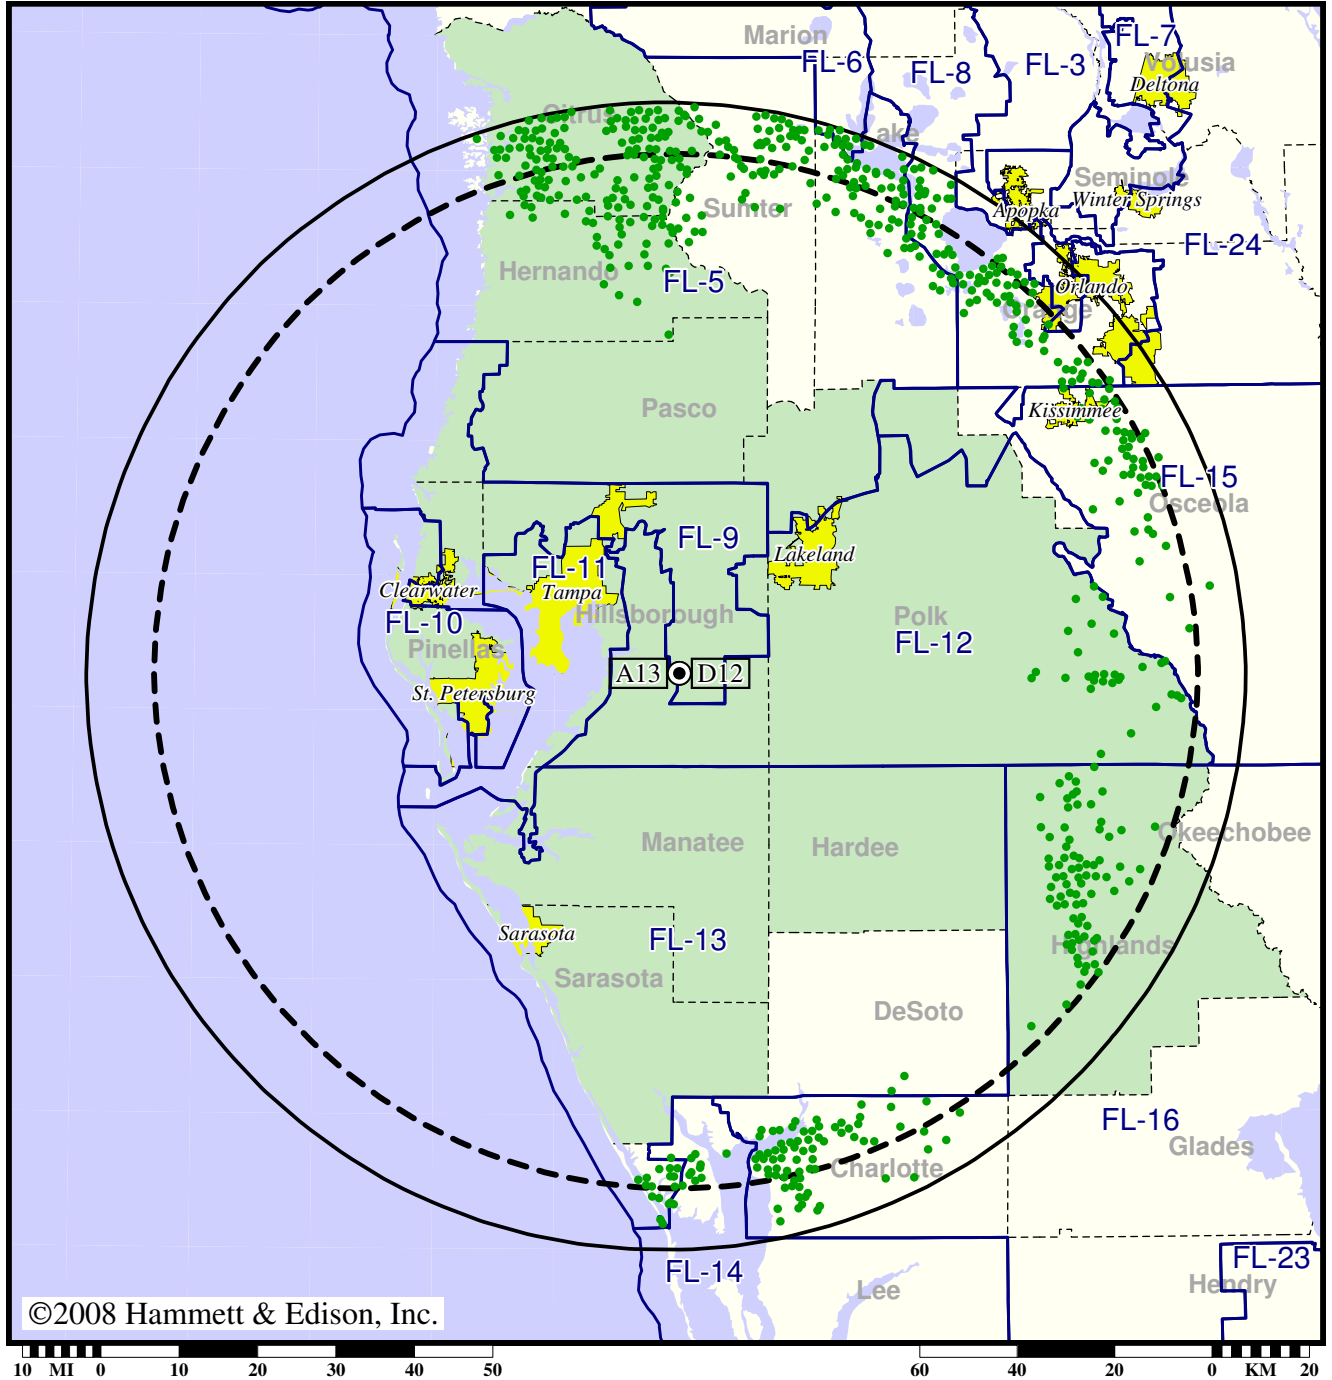 Marion
FL-7
FL-6
FL-8
FL-3
Volusia
Deltona
Citrus
Lake
Seminole
Winter Springs
Sumter
Apopka
FL-24
Hernando
FL-5
Orlando
Orange
Pasco
Kissimmee
FL-15
Osceola
FL-9
Lakeland
FL-11
Clearwater
Tampa
Hillsborough
Polk
FL-10
FL-12
Pinellas
A13
D12
St. Petersburg
Manatee
Hardee
Okeechobee
Sarasota
FL-13
Highlands
Sarasota
DeSoto
FL-16
Glades
Charlotte
FL-14
FL-23
Lee
Hendry
©2008 Hammett & Edison, Inc.
10 MI 0 10 20 30 40 50
60 40 20 0 KM 20